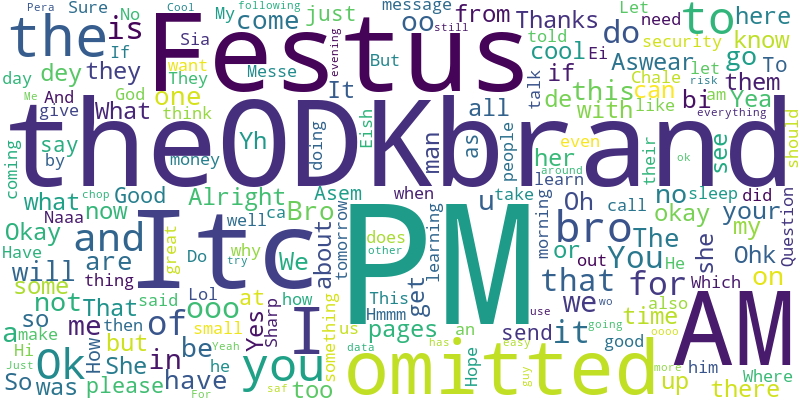 Pera Sure is Cool following
My come just message
No
the
Festus
oo from
evening
still
Thanks
do
to
Let need here
Sia
want
They
But
told
cool Ei
security know
If
day dey they
Messe
It
talk
if
Aswear
Chale
go
let To
Me And
give
God
What one
think
this can them
risk
am Yea
everything
theODKbrand
coming
say
by
Yh
money
doing
Eish
man
as all
people
de with
her
their
like bi
see
ok
should
what
chop
Good
Alright
Asem
when
u take
learn
around
no sleep did
Okay
Naaa
now
well ca
Bro
tomorrow
Oh
call
okay your
Question
Have
and
great
Itc
why
We
about
PM
does
other
learning
morning
bro
You
The
my
she
Ohk
will are
Do
try
or out
He
Which
some
thing
how
This
get
that for
on
not That said Lol
ooo at
something
Hmmm
we
use
wo
going
also
AM
so
me
then of
small
Yes
Sharp
I
us pages
an
send it
time
oooo
a make
How
but
Yeah
be
he
data
Hope
has
easy
good
more
him
Where
Hi
Just
Ok
She in
you
omitted
guy
up there
So was please have
For
saf
too